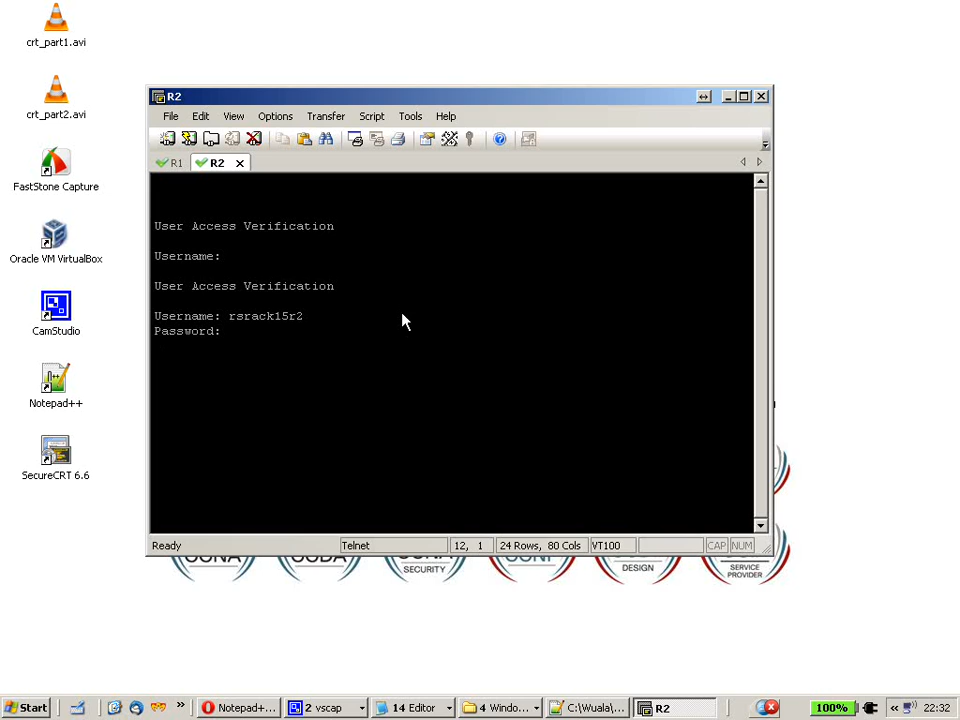 crt_part1.avi
crt_part2.avi
FastStone Capture
Oracle VM VirtualBox
CamStudio
Notepad++
SecureCRT 6.6
R2
File Edit View Options Transfer Script Tools Help
R1 R2
User Access Verification
Username:
User Access Verification
Username: rsrack15r2
Password:
Ready Telnet 12, 1 24 Rows, 80 Cols VT100 CAP NUM
SECURITY
DESIGN
SERVICE
PROVIDER
Start Notepad+... 2 vscap 14 Editor 4 Windo... C:\Wuala\... R2 100% « 22:32